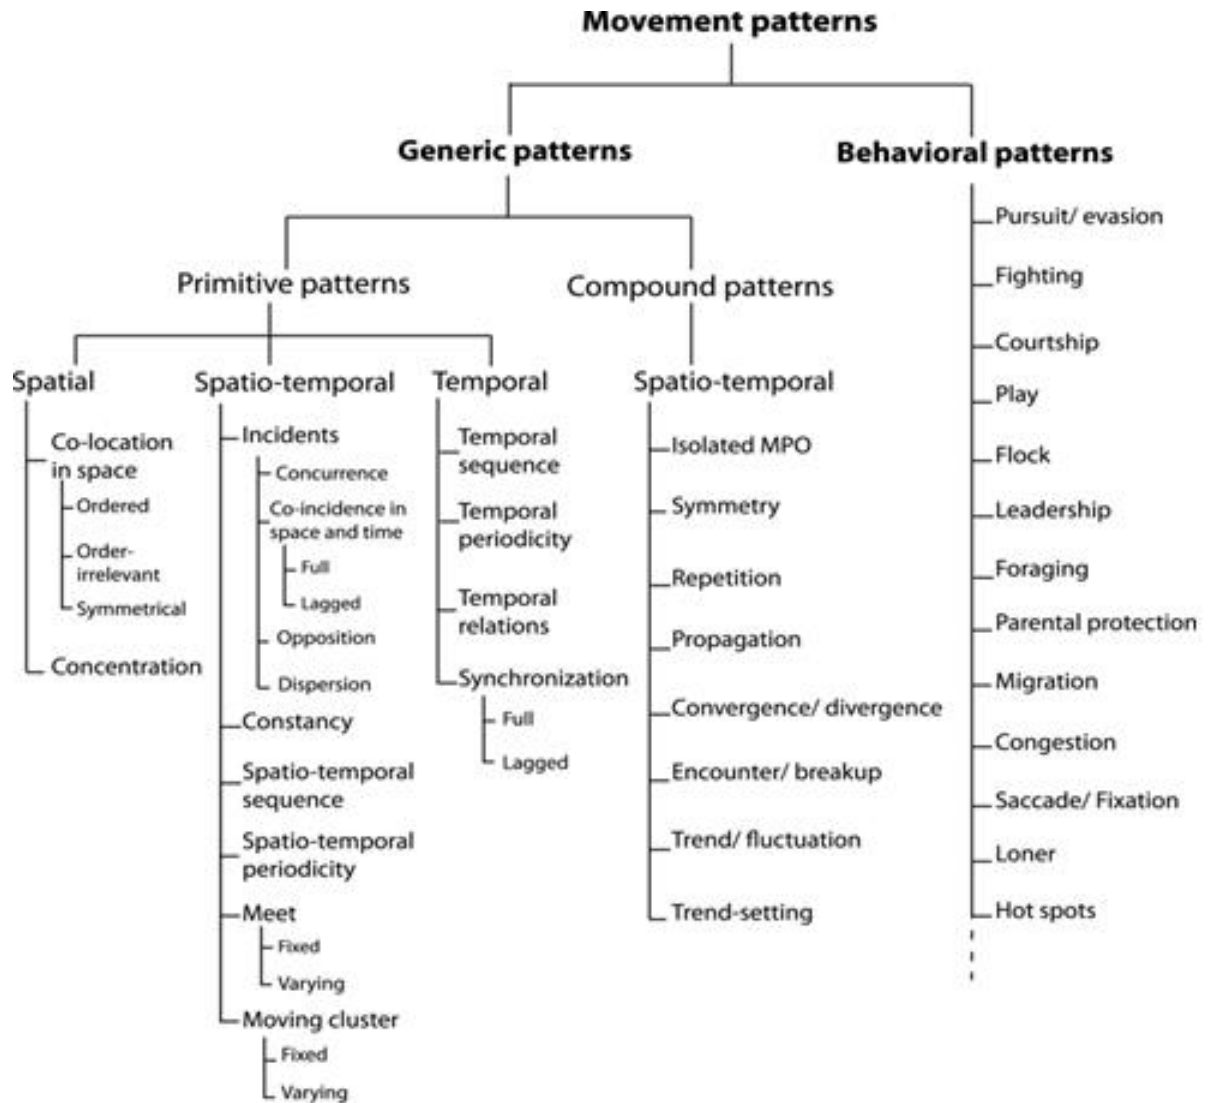 Movement patterns
Generic patterns
Behavioral patterns
Primitive patterns
Compound patterns
Spatial
Co-location
in space
Ordered
Order-
irrelevant
Symmetrical
Concentration
Spatio-temporal
Incidents
Concurrence
Co-incidence in
space and time
Full
Lagged
Opposition
Dispersion
Constancy
Spatio-temporal
sequence
Spatio-temporal
periodicity
Meet
Fixed
Varying
Moving cluster
Fixed
Varying
Temporal
Temporal
sequence
Temporal
periodicity
Temporal
relations
Synchronization
Full
Lagged
Spatio-temporal
Isolated MPO
Symmetry
Repetition
Propagation
Convergence/ divergence
Encounter/ breakup
Trend/ fluctuation
Trend-setting
Pursuit/ evasion
Fighting
Courtship
Play
Flock
Leadership
Foraging
Parental protection
Migration
Congestion
Saccade/ Fixation
Loner
Hot spots